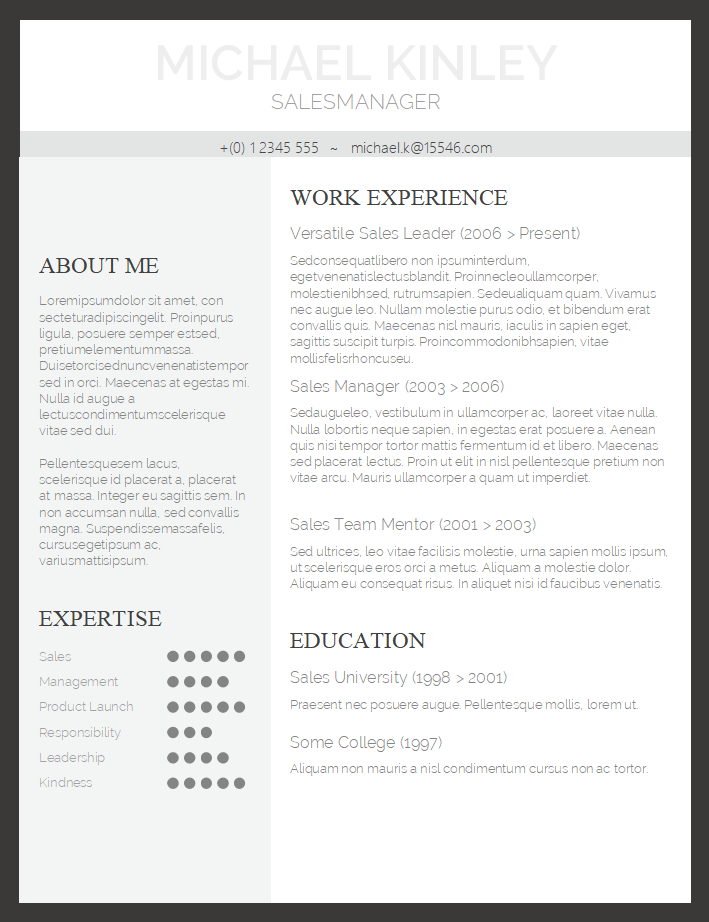 MICHAEL KINLEY
SALESMANAGER
+(0) 1 2345 555 ~ michael.k@15546.com
ABOUT ME
Loremipsumdolor sit amet, con
secteturadipiscingelit. Proinpurus
ligula, posuere semper estsed,
pretiumelementummassa.
Duisetorcisednuncvenenatistempor
sed in orci. Maecenas at egestas mi.
Nulla id augue a
lectuscondimentumscelerisque
vitae sed dui.
Pellentesquesem lacus,
scelerisque id placerat a, placerat
at massa. Integer eu sagittis sem. In
non accumsan nulla, sed convallis
magna. Suspendissemassafelis,
cursusegetipsum ac,
variusmattisipsum.
EXPERTISE
Sales
Management
Product Launch
Responsibility
Leadership
Kindness
WORK EXPERIENCE
Versatile Sales Leader (2006 > Present)
Sedconsequatlibero non ipsuminterdum,
egetvenenatislectusblandit. Proinnecleoullamcorper,
molestienibhsed, rutrumsapien. Sedeualiquam quam. Vivamus
nec augue leo. Nullam molestie purus odio, et bibendum erat
convallis quis. Maecenas nisl mauris, iaculis in sapien eget,
sagittis suscipit turpis. Proincommodonibhsapien, vitae
mollisfelisrhoncuseu.
Sales Manager (2003 > 2006)
Sedaugueleo, vestibulum in ullamcorper ac, laoreet vitae nulla.
Nulla lobortis neque sapien, in egestas erat posuere a. Aenean
quis nisi tempor tortor mattis fermentum id et libero. Maecenas
sed placerat lectus. Proin ut elit in nisl pellentesque pretium non
vitae arcu. Mauris ullamcorper a quam ut imperdiet.
Sales Team Mentor (2001 > 2003)
Sed ultrices, leo vitae facilisis molestie, urna sapien mollis ipsum,
ut scelerisque eros orci a metus. Aliquam a molestie dolor.
Aliquam eu consequat risus. In aliquet nisi id faucibus venenatis.
EDUCATION
Sales University (1998 > 2001)
Praesent nec posuere augue. Pellentesque mollis, lorem ut.
Some College (1997)
Aliquam non mauris a nisl condimentum cursus non ac tortor.